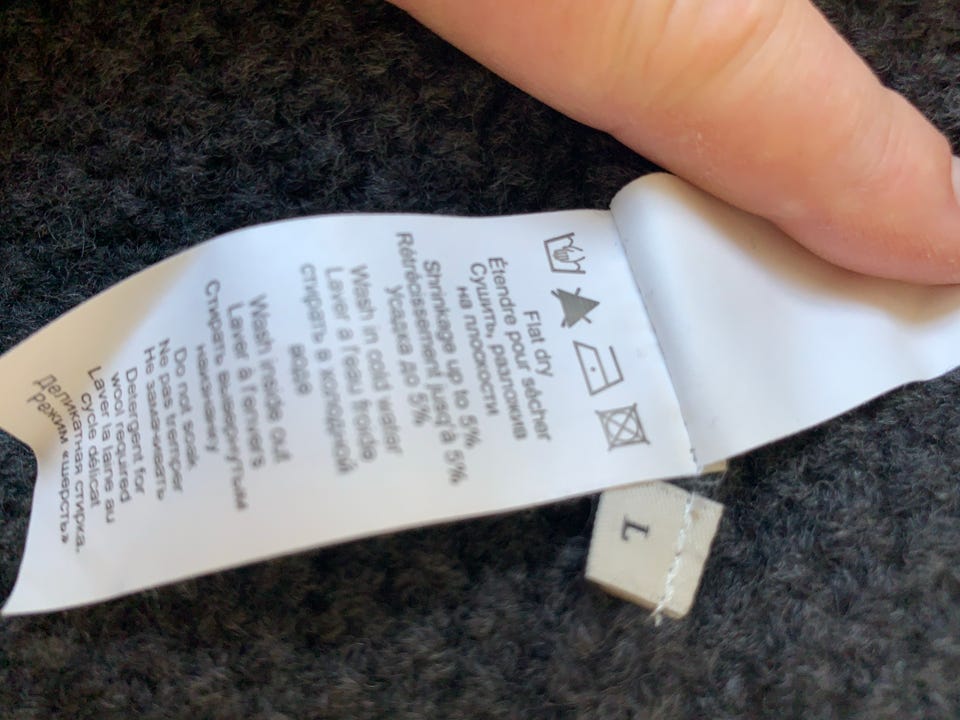 Flat dry
Étendre pour sécher
Сушить, разложив
на плоскости
Shrinkage up to 5%
Rétrécissement jusq'à 5%
Усадка до 5%
Wash in cold water
Laver a l'eau froide
стирать в холодной
воде
Wash inside out
Laver à l'envers
Стирать вывернутым
наизнанку
Do not soak
Ne pas tremper
Не зама-чивать
Detergent for
wool required
Laver la laine au
cycle délicat
Деликатная стирка.
Режим «шерсть»
L